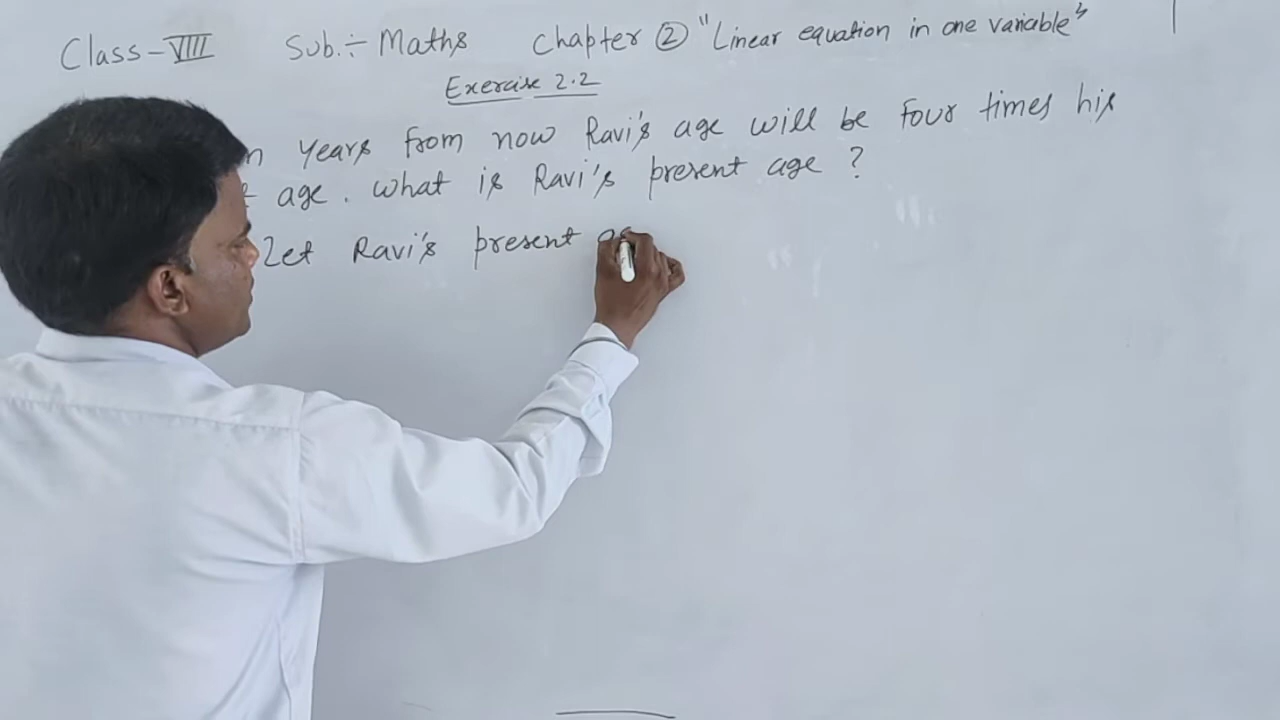 Class-VIII Sub.÷ Maths Chapter ② "Linear equation in one variable"
Exercise 2.2
years from now Ravi's age will be four times his
age. What is Ravi's present age ?
Let Ravi's present